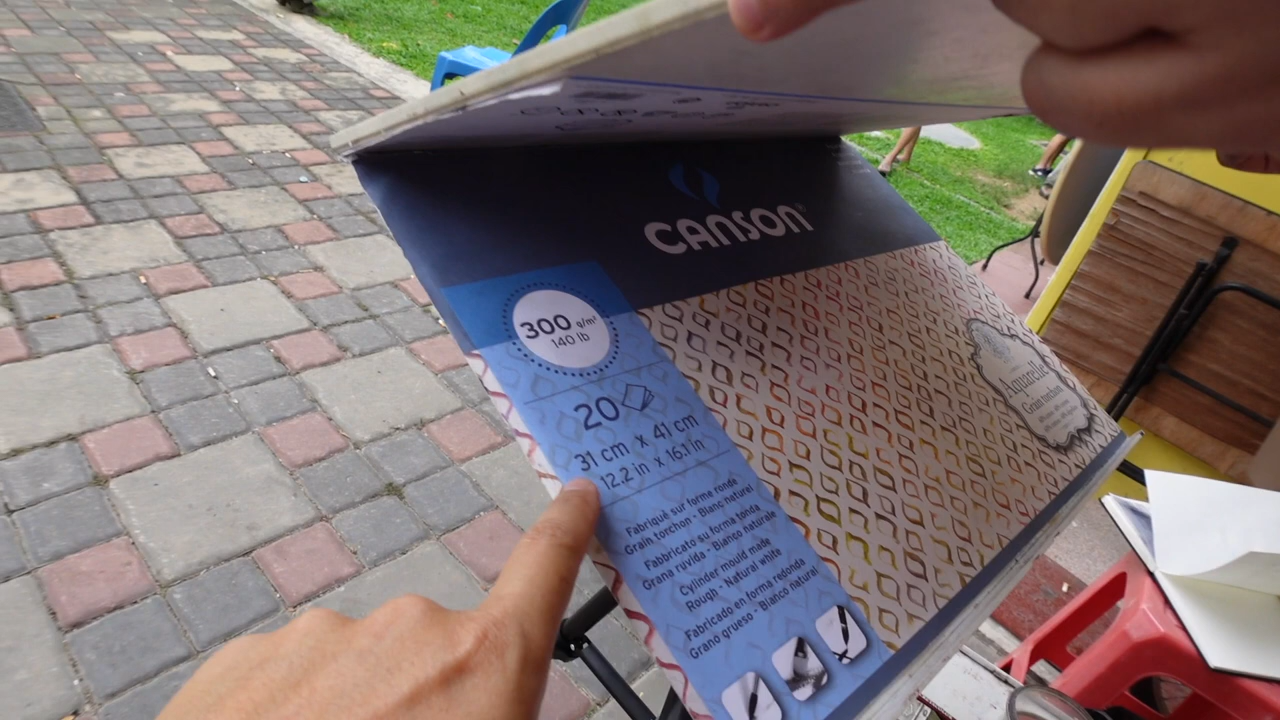 CANSON®
300 g/m²
140 lb
20
31 cm x 41 cm
12.2 in x 16.1 in
Fabriqué sur forme ronde
Grain torchon - Blanc naturel
Fabbricato su forma tonda
Grana ruvida - Bianco naturale
Cylinder mould made
Rough - Natural white
Fabricado en forma redonda
Grano grueso - Bianco natural
Aquarelle
Grain torchon